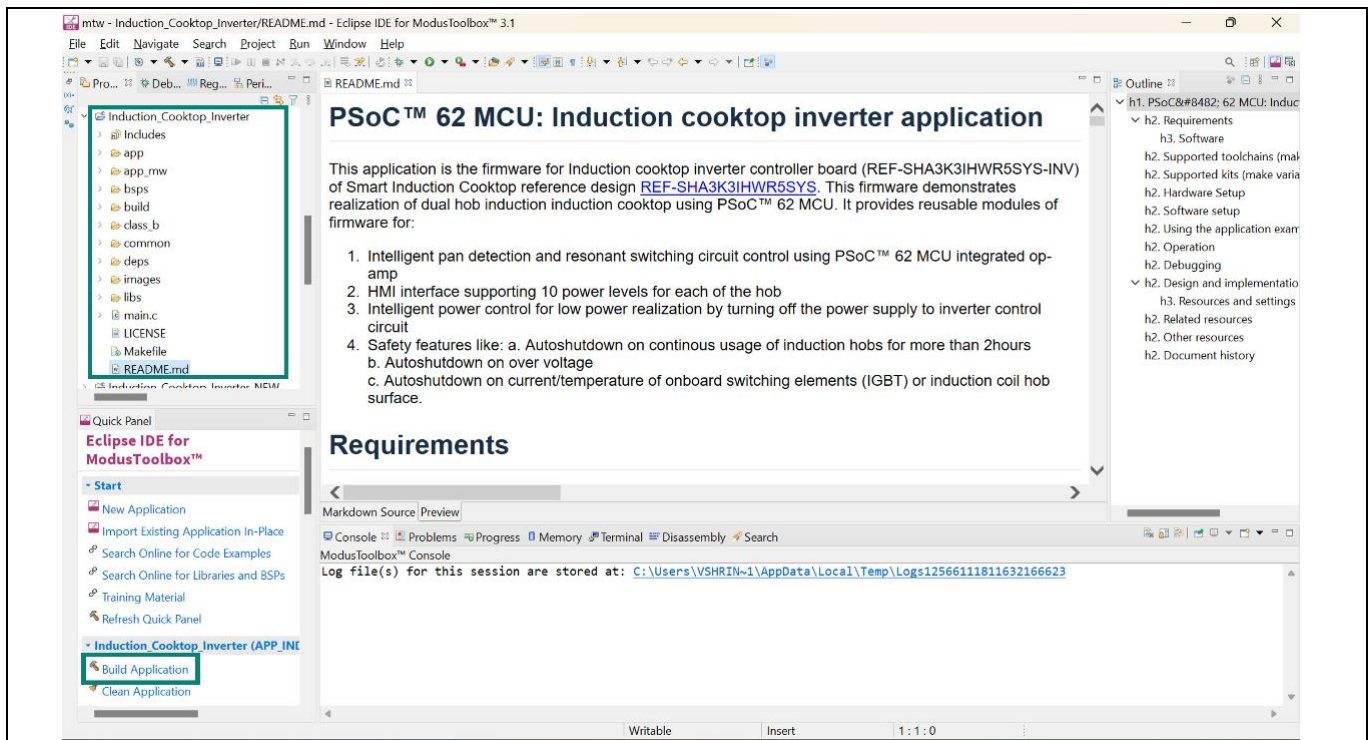 mtw - Induction_Cooktop_Inverter/README.md - Eclipse IDE for ModusToolbox™ 3.1
File Edit Navigate Search Project Run Window Help
Pro... Deb... Reg... Peri...
Induction_Cooktop_Inverter
Includes
app
app_mw
bsps
build
class_b
common
deps
images
libs
main.c
LICENSE
Makefile
README.md
Induction_Cooktop_Inverter_NEW
Quick Panel
Eclipse IDE for
ModusToolbox™
Start
New Application
Import Existing Application In-Place
Search Online for Code Examples
Search Online for Libraries and BSPs
Training Material
Refresh Quick Panel
Induction_Cooktop_Inverter (APP_IND
Build Application
Clean Application
README.md
PSoC™ 62 MCU: Induction cooktop inverter application
This application is the firmware for Induction cooktop inverter controller board (REF-SHA3K3IHWR5SYS-INV)
of Smart Induction Cooktop reference design REF-SHA3K3IHWR5SYS. This firmware demonstrates
realization of dual hob induction induction cooktop using PSoC™ 62 MCU. It provides reusable modules of
firmware for:
1. Intelligent pan detection and resonant switching circuit control using PSoC™ 62 MCU integrated op-
amp
2. HMI interface supporting 10 power levels for each of the hob
3. Intelligent power control for low power realization by turning off the power supply to inverter control
circuit
4. Safety features like: a. Autoshutdown on continous usage of induction hobs for more than 2hours
b. Autoshutdown on over voltage
c. Autoshutdown on current/temperature of onboard switching elements (IGBT) or induction coil hob
surface.
Requirements
Markdown Source Preview
Console Problems Progress Memory Terminal Disassembly Search
ModusToolbox™ Console
Log file(s) for this session are stored at: C:\Users\VSHRIN~1\AppData\Local\Temp\Logs12566111811632166623
Outline
h1. PSoC&#8482; 62 MCU: Induc
h2. Requirements
h3. Software
h2. Supported toolchains (mak
h2. Supported kits (make varia
h2. Hardware Setup
h2. Software setup
h2. Using the application exam
h2. Operation
h2. Debugging
h2. Design and implementatio
h3. Resources and settings
h2. Related resources
h2. Other resources
h2. Document history
Writable Insert 1 : 1 : 0